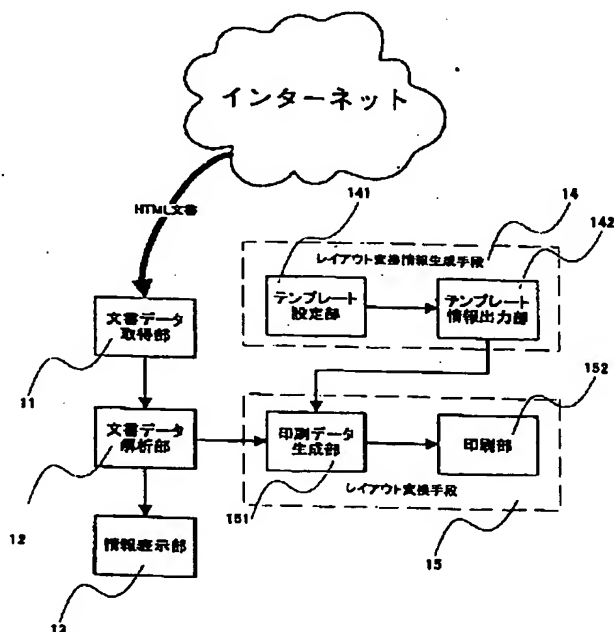 インターネット
HTML文書
141
14
142
レイアウト変換情報生成手段
テンプレート
設定部
テンプレート
情報出力部
文書データ
取得部
11
152
文書データ
解析部
印刷データ
生成部
印刷部
151
レイアウト変換手段
12
15
情報表示部
13